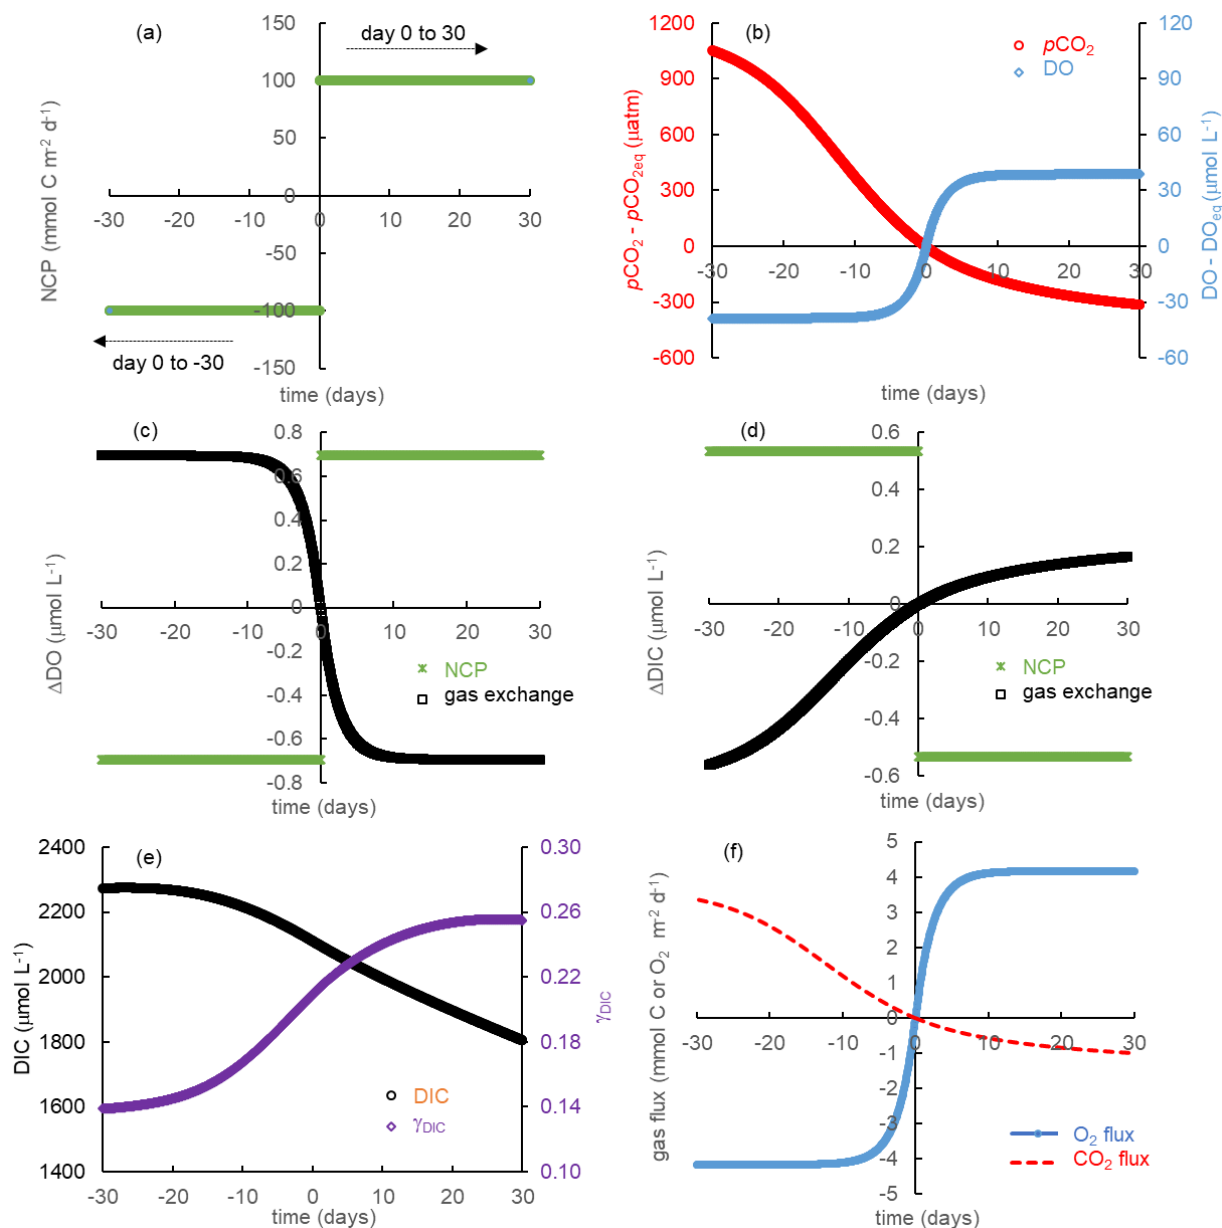 (a)
150
100
50
0
-50
-100
-150
-30 -20 -10 0 10 20 30
day 0 to 30
day 0 to -30
NCP (mmol C m⁻² d⁻¹)
time (days)
(b)
1200
900
600
300
0
-300
-600
120
90
60
30
0
-30
-60
-30 -20 -10 0 10 20 30
pCO₂
DO
pCO₂ - pCO₂eq (µatm)
DO - DOeq (µmol L⁻¹)
time (days)
(c)
0.8
0.6
0.4
0.2
0
-0.2
-0.4
-0.6
-0.8
-30 -20 -10 0 10 20 30
NCP
gas exchange
ΔDO (µmol L⁻¹)
time (days)
(d)
0.6
0.4
0.2
0
-0.2
-0.4
-0.6
-30 -20 -10 0 10 20 30
NCP
gas exchange
ΔDIC (µmol L⁻¹)
time (days)
(e)
2400
2200
2000
1800
1600
1400
0.30
0.26
0.22
0.18
0.14
0.10
-30 -20 -10 0 10 20 30
DIC
γDIC
DIC (µmol L⁻¹)
γDIC
time (days)
(f)
5
4
3
2
1
0
-1
-2
-3
-4
-5
-30 -20 -10 0 10 20 30
O₂ flux
CO₂ flux
gas flux (mmol C or O₂ m⁻² d⁻¹)
time (days)